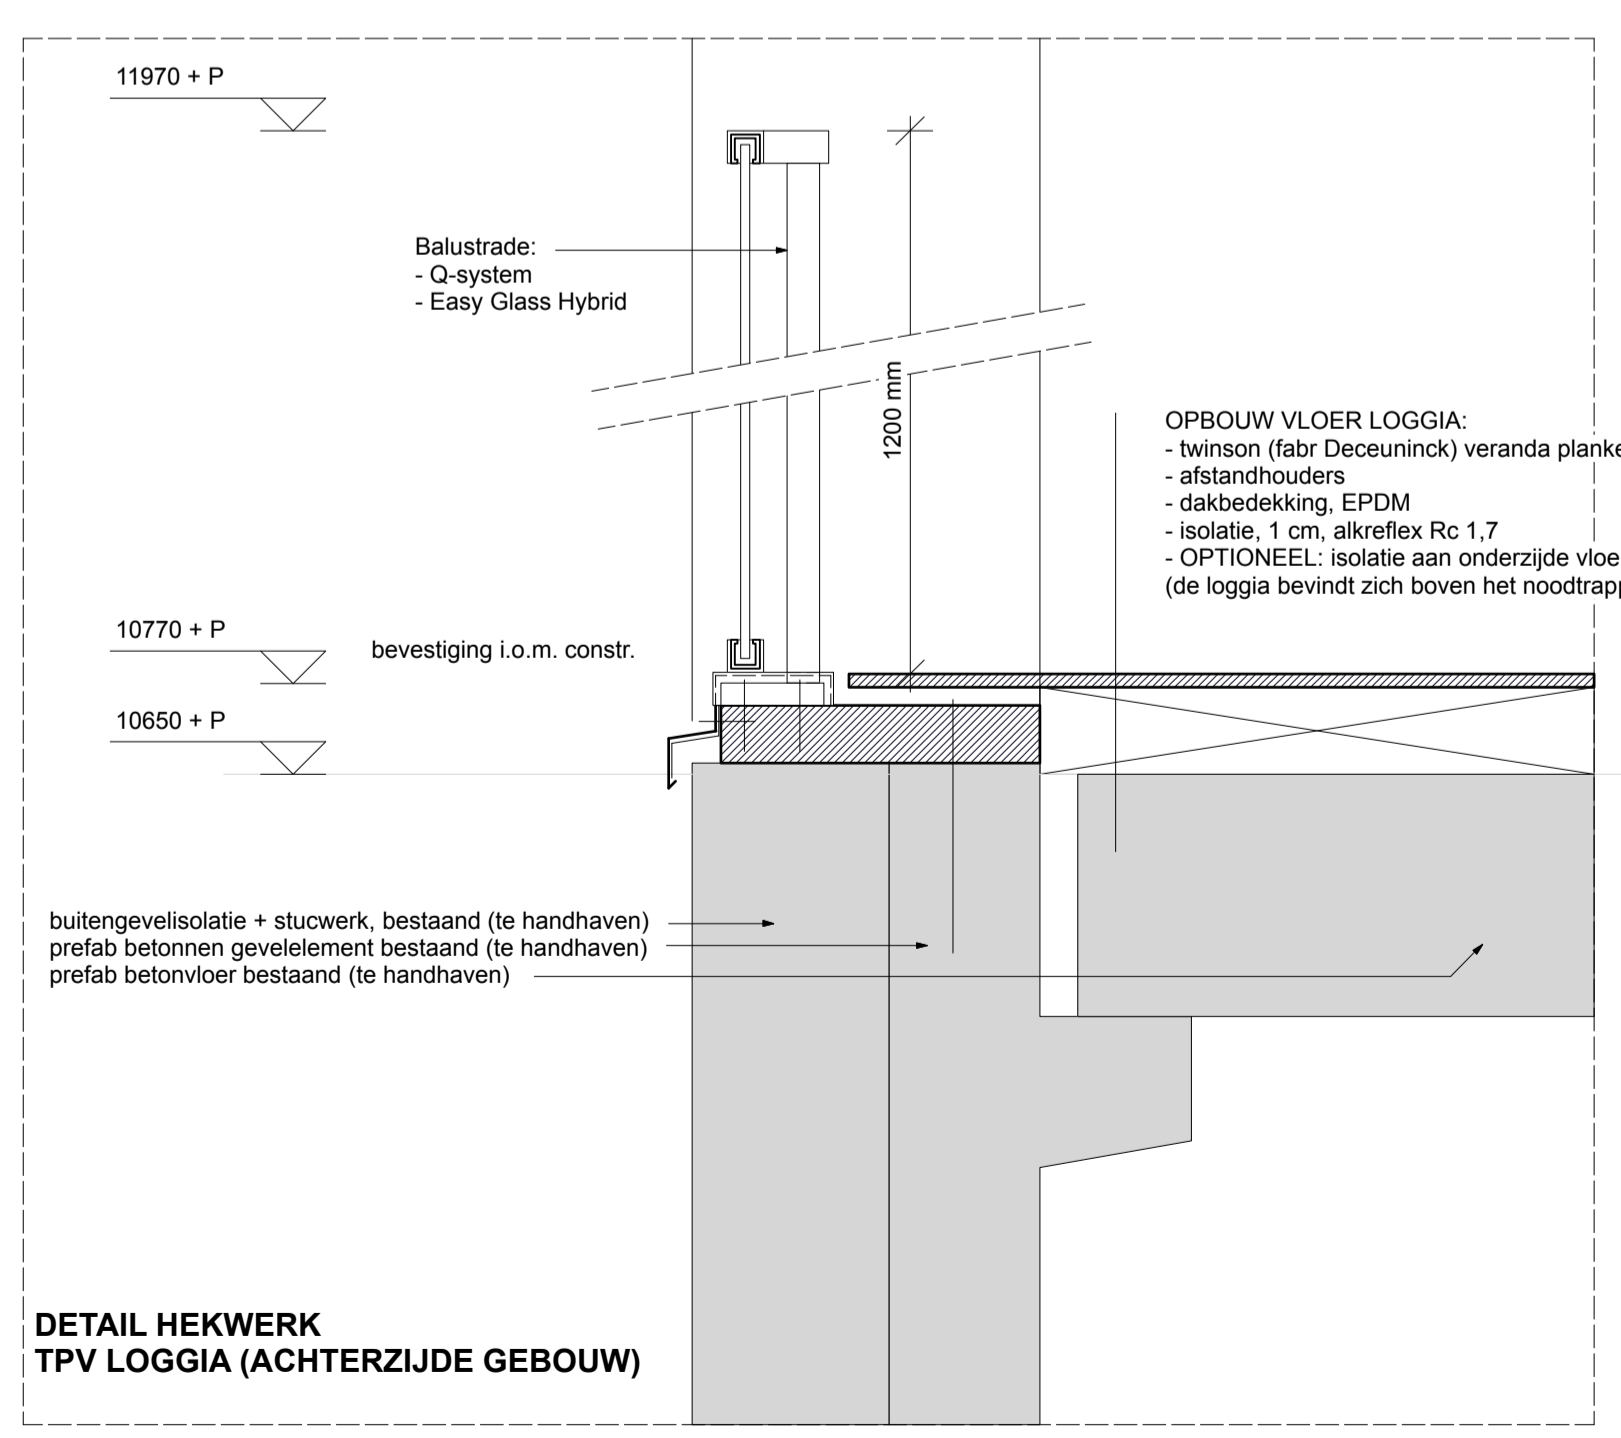 11970 + P
Balustrade:
- Q-system
- Easy Glass Hybrid
1200 mm
OPBOUW VLOER LOGGIA:
- twinson (fabr Deceuninck) veranda planke
- afstandhouders
- dakbedekking, EPDM
- isolatie, 1 cm, alkreflex Rc 1,7
- OPTIONEEL: isolatie aan onderzijde vloe
(de loggia bevindt zich boven het noodtrapp
10770 + P
bevestiging i.o.m. constr.
10650 + P
buitengevelisolatie + stucwerk, bestaand (te handhaven)
prefab betonnen gevelelement bestaand (te handhaven)
prefab betonvloer bestaand (te handhaven)
DETAIL HEKWERK
TPV LOGGIA (ACHTERZIJDE GEBOUW)